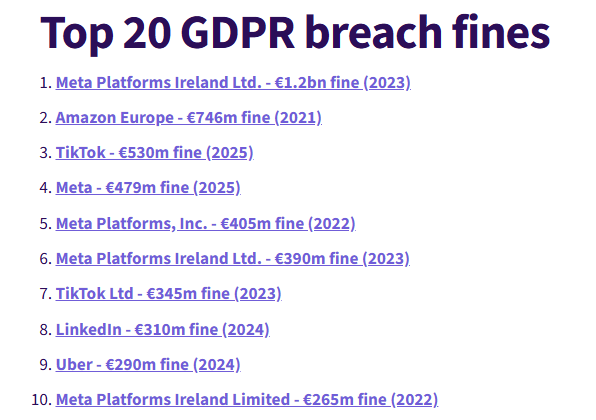 Top 20 GDPR breach fines
1. Meta Platforms Ireland Ltd. - €1.2bn fine (2023)
2. Amazon Europe - €746m fine (2021)
3. TikTok - €530m fine (2025)
4. Meta - €479m fine (2025)
5. Meta Platforms, Inc. - €405m fine (2022)
6. Meta Platforms Ireland Ltd. - €390m fine (2023)
7. TikTok Ltd - €345m fine (2023)
8. LinkedIn - €310m fine (2024)
9. Uber - €290m fine (2024)
10. Meta Platforms Ireland Limited - €265m fine (2022)